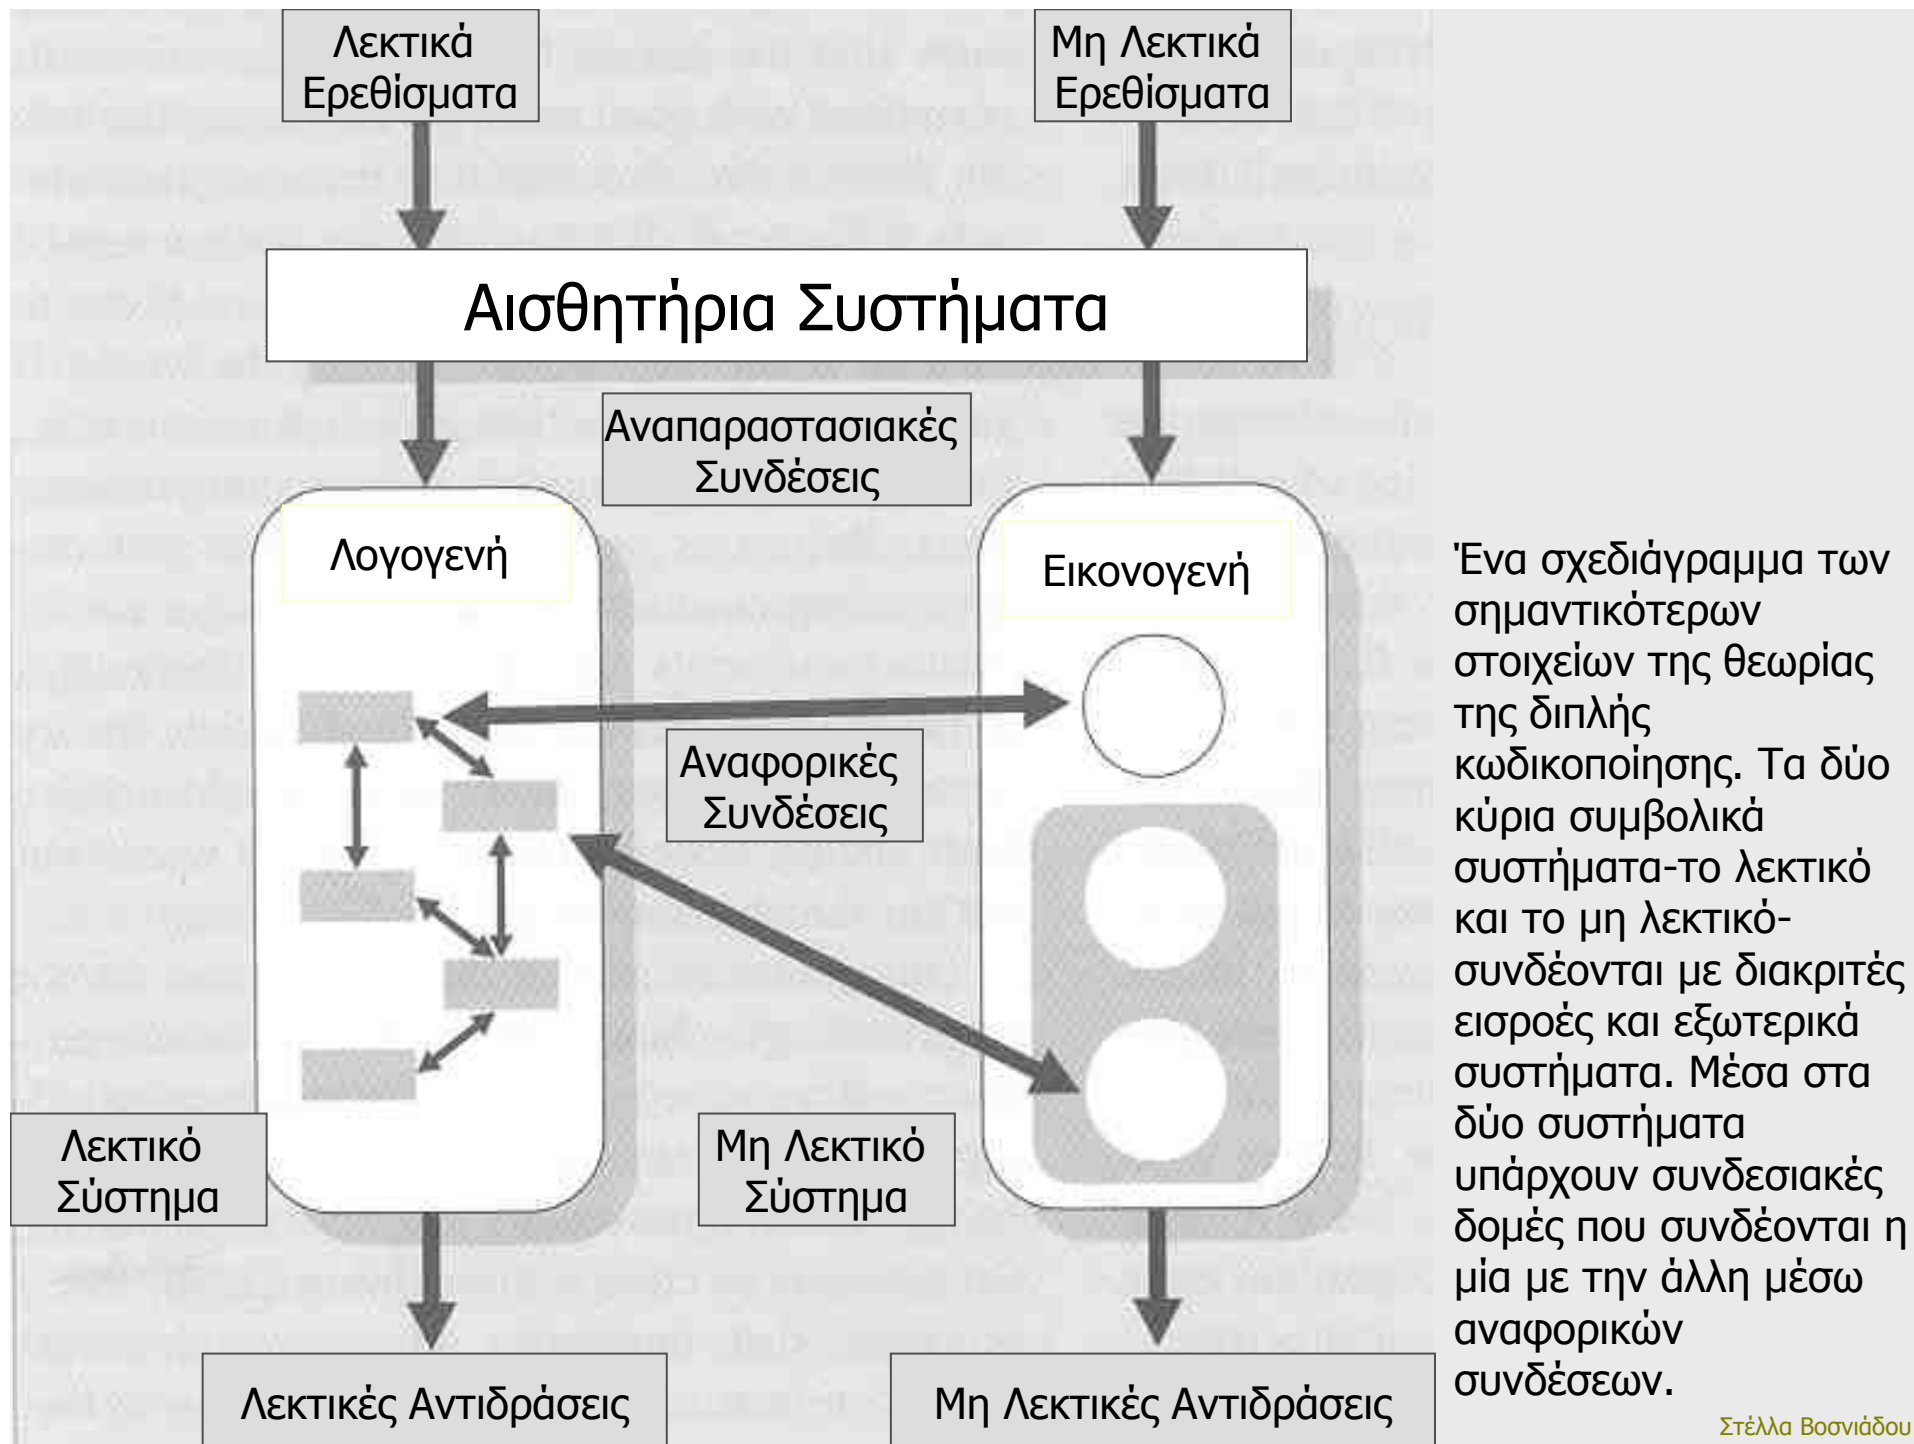 Λεκτικά
Ερεθίσματα
Μη Λεκτικά
Ερεθίσματα
Αισθητήρια Συστήματα
Αναπαραστασιακές
Συνδέσεις
Λογογενή
Εικονογενή
Αναφορικές
Συνδέσεις
Λεκτικό
Σύστημα
Μη Λεκτικό
Σύστημα
Λεκτικές Αντιδράσεις
Μη Λεκτικές Αντιδράσεις
Ένα σχεδιάγραμμα των
σημαντικότερων
στοιχείων της θεωρίας
της διπλής
κωδικοποίησης. Τα δύο
κύρια συμβολικά
συστήματα-το λεκτικό
και το μη λεκτικό-
συνδέονται με διακριτές
εισροές και εξωτερικά
συστήματα. Μέσα στα
δύο συστήματα
υπάρχουν συνδεσιακές
δομές που συνδέονται η
μία με την άλλη μέσω
αναφορικών
συνδέσεων.
Στέλλα Βοσνιάδου